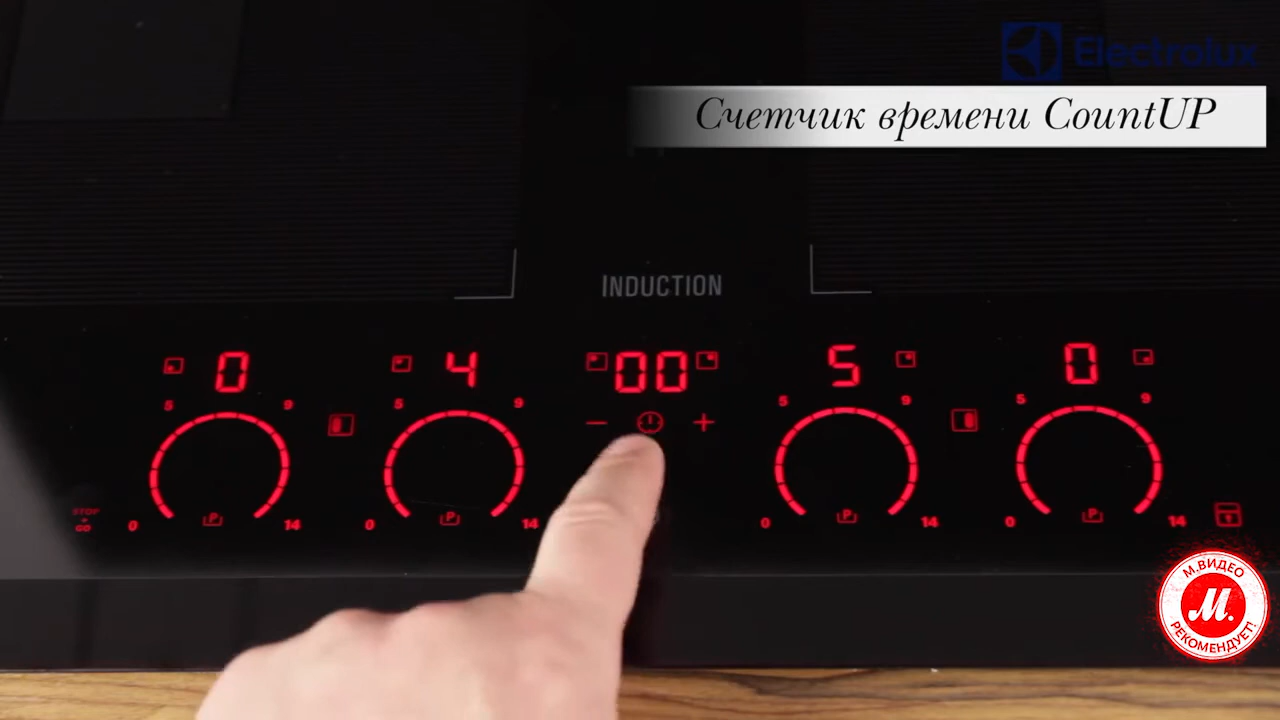 Electrolux
Счетчик времени CountUP
INDUCTION
0 4 00 5 0
5 9 5 9 5 9 5 9
− +
STOP
GO
P P P P
0 14 0 14 0 14 0 14
М.ВИДЕО
М.
РЕКОМЕНДУЕТ!